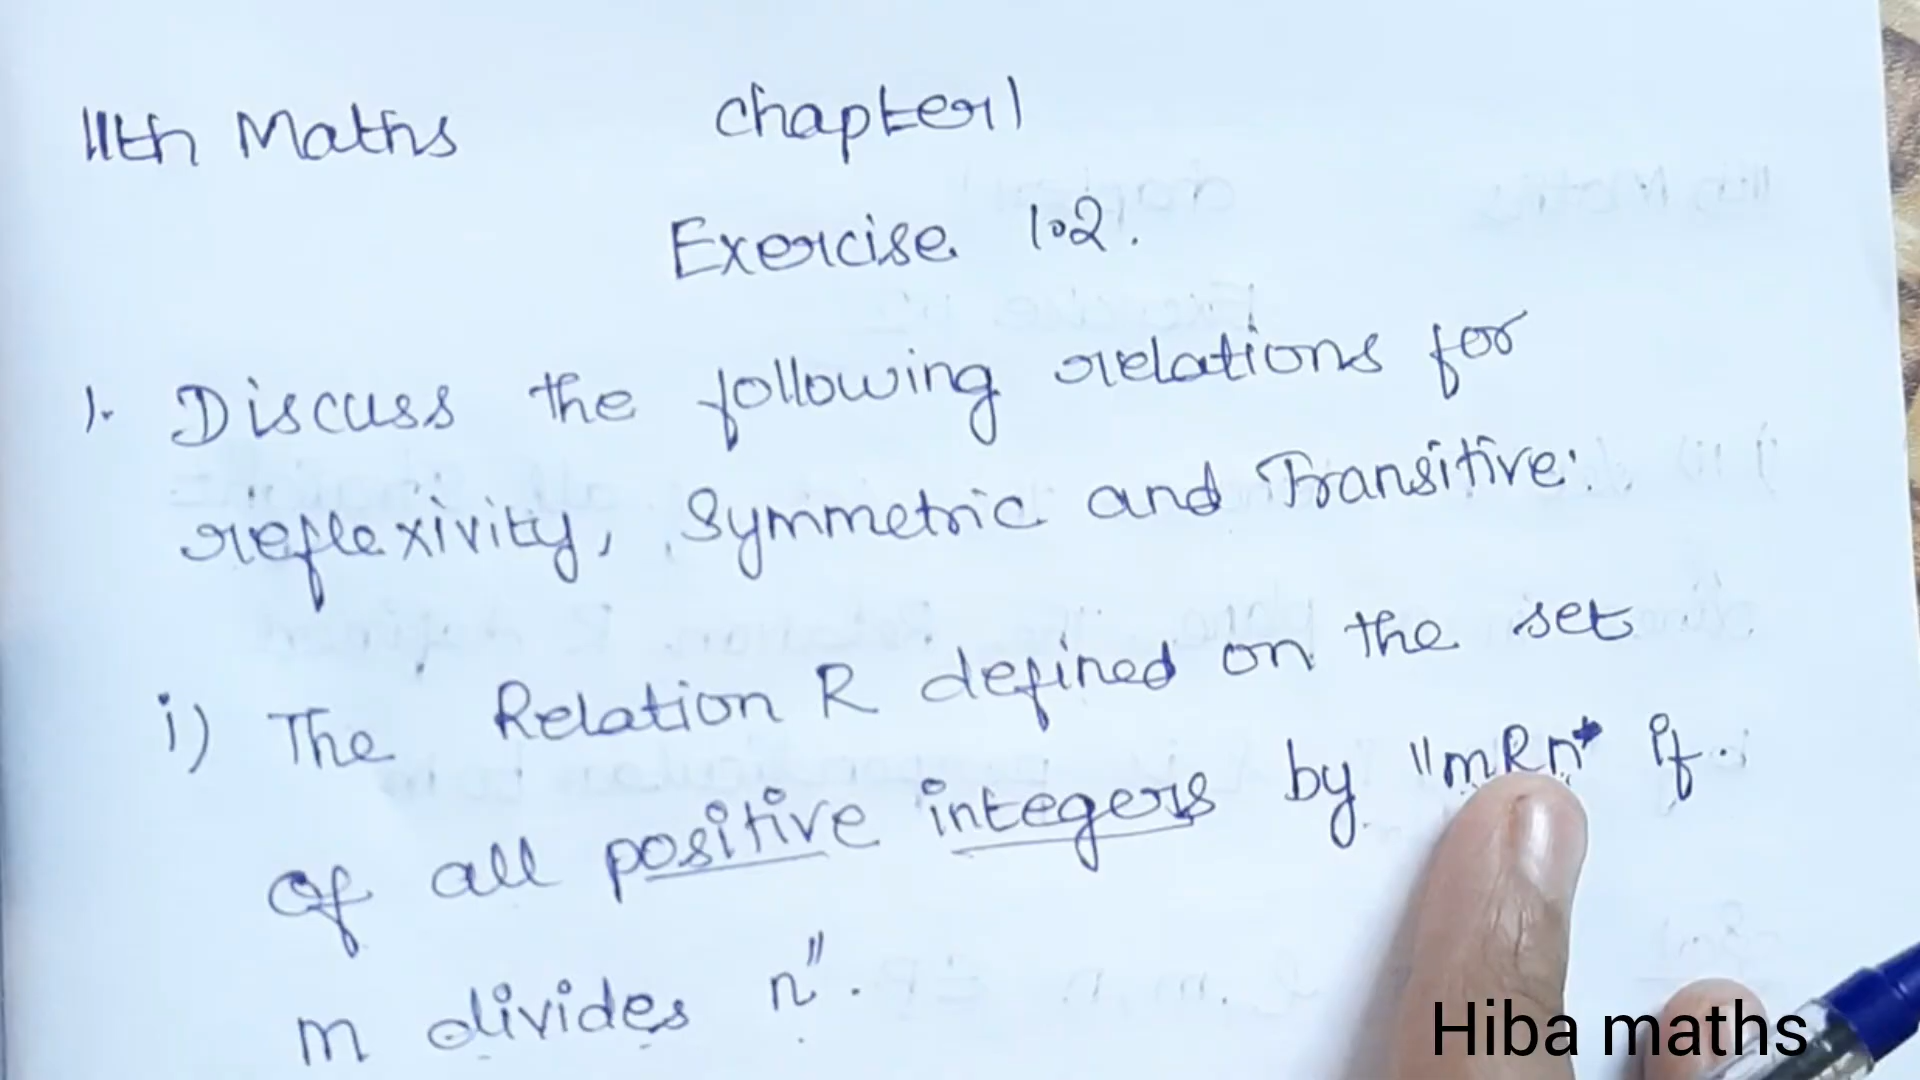 11th Maths chapter 1
Exercise 1.2.
1. Discuss the following relations for
reflexivity, Symmetric and Transitive:
i) The Relation R defined on the set
of all positive integers by "mRn" if
m divides n".
Hiba maths